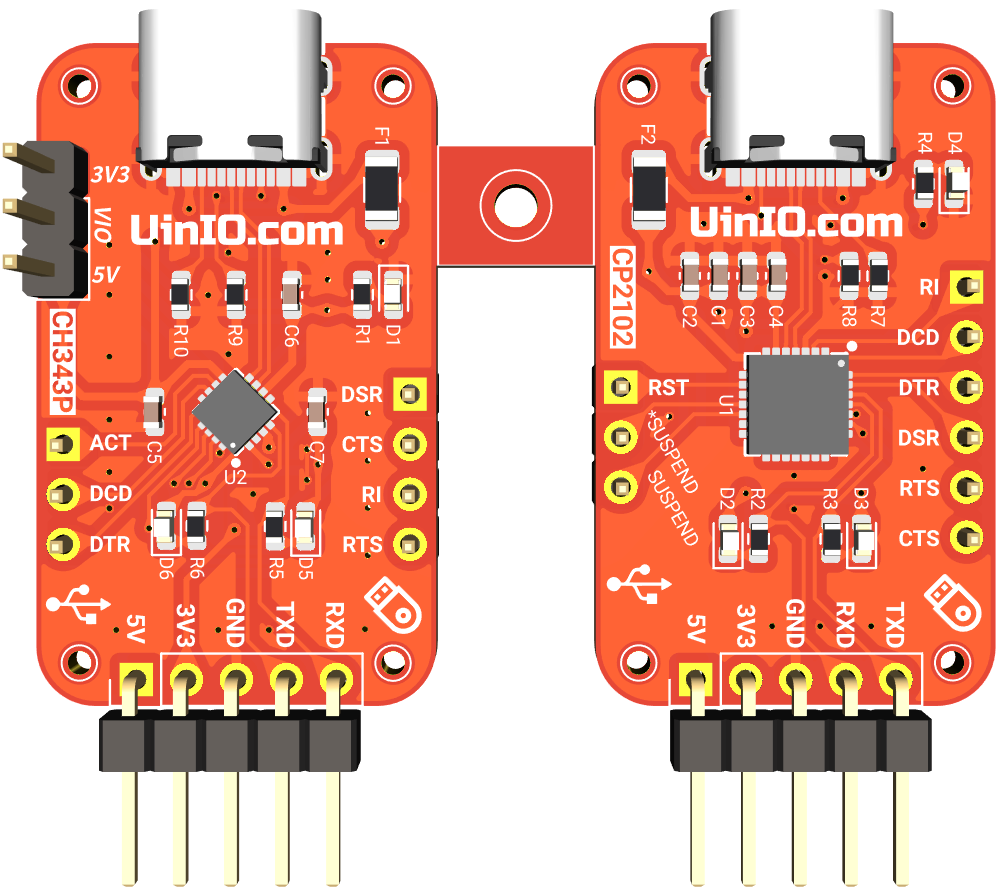 F1
3V3
VIO
5V
UinIO.com
R10
R9
C6
R1
D1
CH343P
DSR
CTS
RI
RTS
ACT
DCD
DTR
C5
C7
U2
D6
R6
R5
D5
5V
3V3
GND
TXD
RXD
F2
R4
D4
UinIO.com
CP2102
C2
C1
C3
C4
R8
R7
RI
DCD
DTR
DSR
RTS
CTS
RST
*SUSPEND
SUSPEND
U1
D2
R2
R3
D3
5V
3V3
GND
RXD
TXD